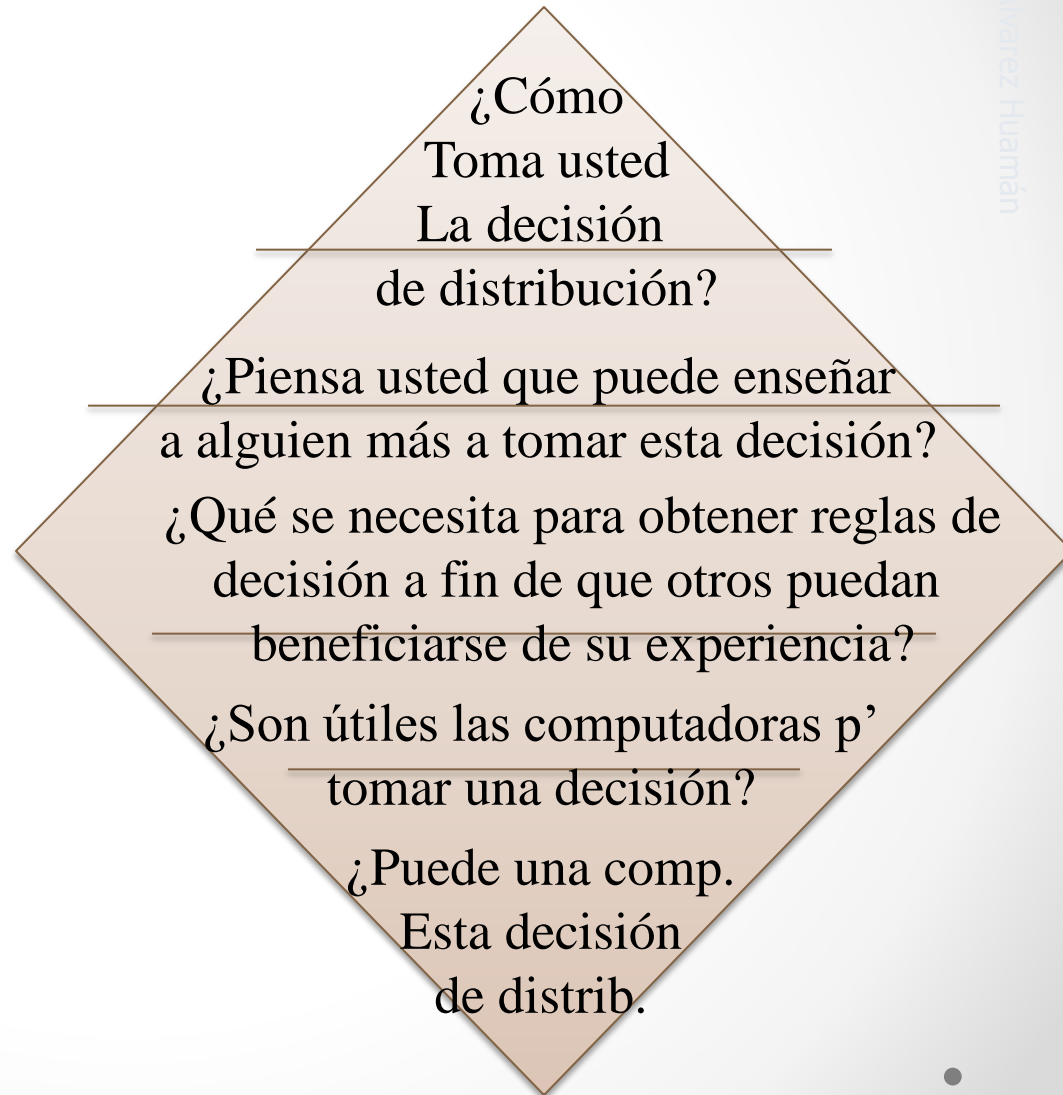 ¿Cómo
Toma usted
La decisión
de distribución?
¿Piensa usted que puede enseñar
a alguien más a tomar esta decisión?
¿Qué se necesita para obtener reglas de
decisión a fin de que otros puedan
beneficiarse de su experiencia?
¿Son útiles las computadoras p’
tomar una decisión?
¿Puede una comp.
Esta decisión
de distrib.
Huamán